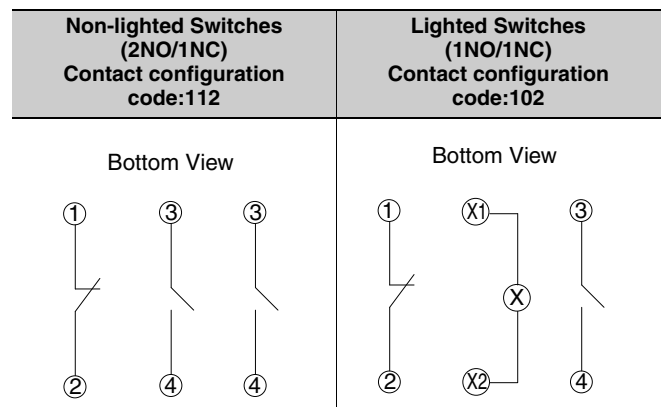 Non-lighted Switches
(2NO/1NC)
Contact configuration
code:112
Lighted Switches
(1NO/1NC)
Contact configuration
code:102
Bottom View
1 3 3
2 4 4
Bottom View
X1
1 3
X
2 X2 4